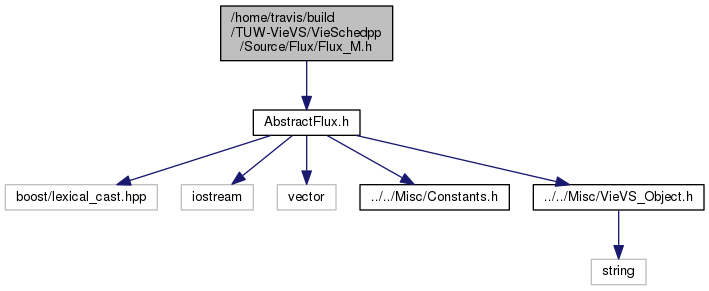 /home/travis/build
/TUW-VieVS/VieSchedpp
/Source/Flux/Flux_M.h
AbstractFlux.h
boost/lexical_cast.hpp
iostream
vector
../../Misc/Constants.h
../../Misc/VieVS_Object.h
string